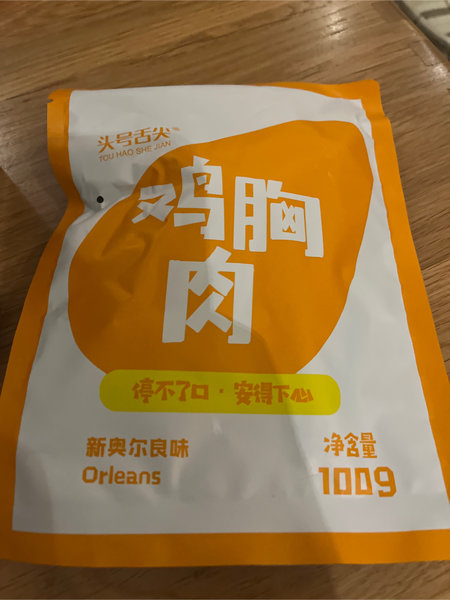 头号舌尖
TOU HAO SHE JIAN
鸡胸
肉
停不了口·安得下心
新奥尔良味
Orleans
净含量
100g